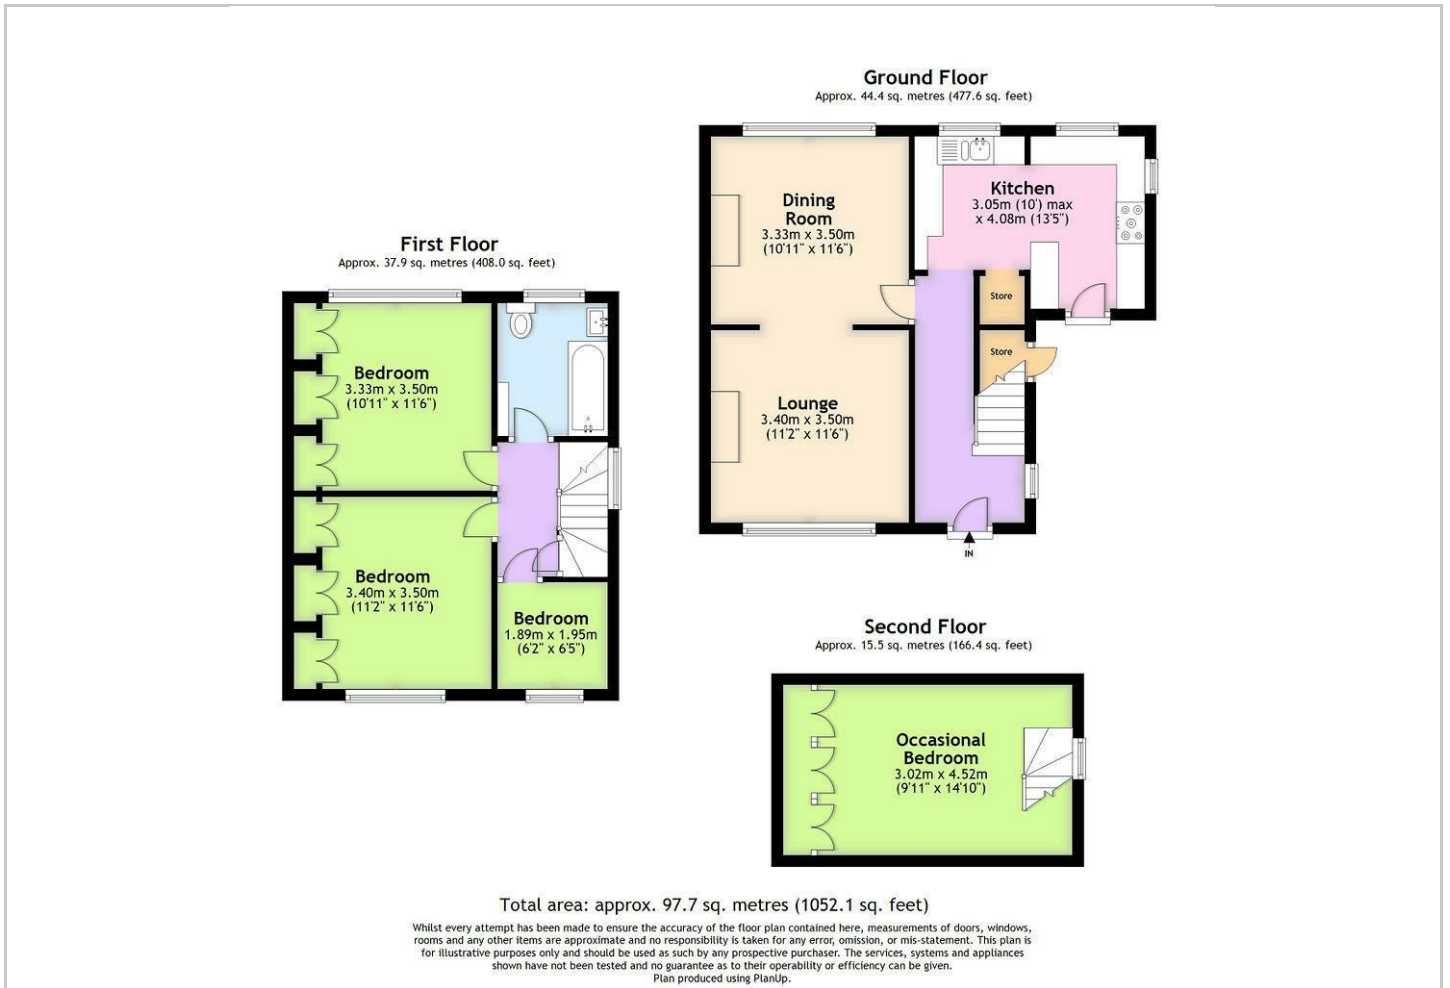 Ground Floor
Approx. 44.4 sq. metres (477.6 sq. feet)
Dining
Room
3.33m x 3.50m
(10'11" x 11'6")
Kitchen
3.05m (10') max
x 4.08m (13'5")
Store
Store
Lounge
3.40m x 3.50m
(11'2" x 11'6")
IN
First Floor
Approx. 37.9 sq. metres (408.0 sq. feet)
Bedroom
3.33m x 3.50m
(10'11" x 11'6")
Bedroom
3.40m x 3.50m
(11'2" x 11'6")
Bedroom
1.89m x 1.95m
(6'2" x 6'5")
Second Floor
Approx. 15.5 sq. metres (166.4 sq. feet)
Occasional
Bedroom
3.02m x 4.52m
(9'11" x 14'10")
Total area: approx. 97.7 sq. metres (1052.1 sq. feet)
Whilst every attempt has been made to ensure the accuracy of the floor plan contained here, measurements of doors, windows,
rooms and any other items are approximate and no responsibility is taken for any error, omission, or mis-statement. This plan is
for illustrative purposes only and should be used as such by any prospective purchaser. The services, systems and appliances
shown have not been tested and no guarantee as to their operability or efficiency can be given.
Plan produced using PlanUp.